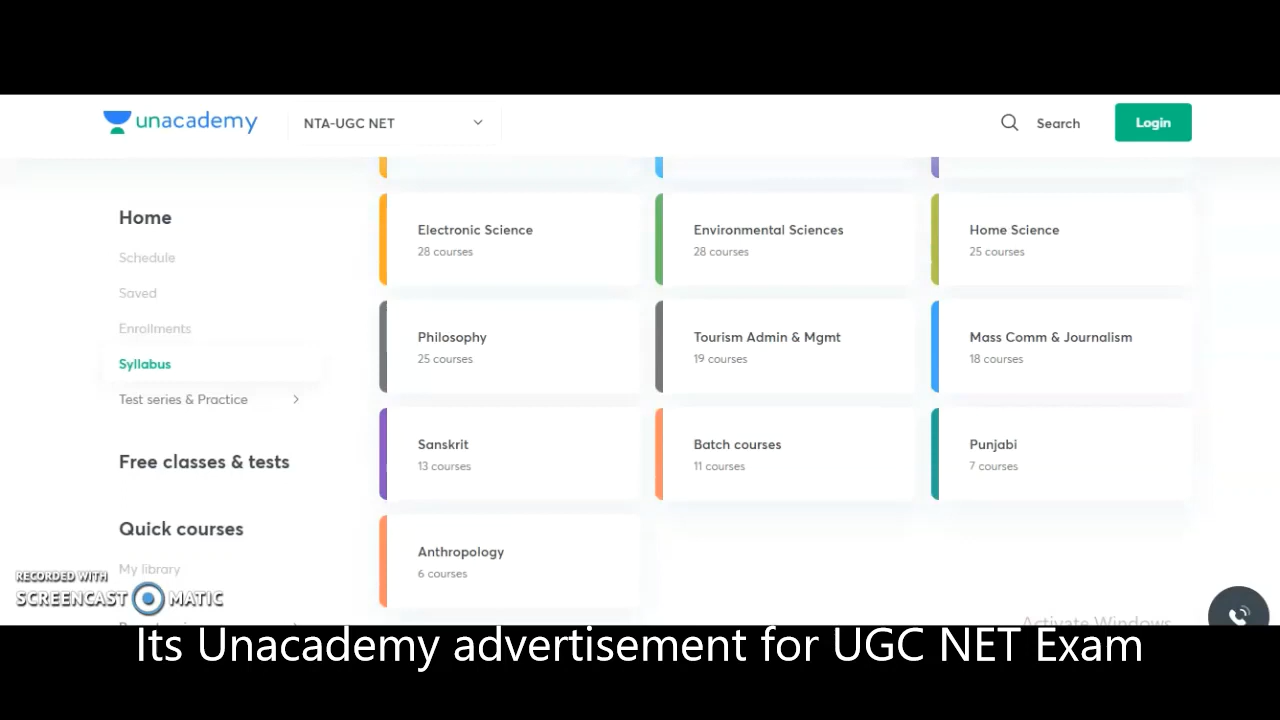 unacademy
NTA-UGC NET
Search
Login
Home
Schedule
Saved
Enrollments
Syllabus
Test series & Practice
Free classes & tests
Quick courses
My library
Electronic Science
28 courses
Environmental Sciences
28 courses
Home Science
25 courses
Philosophy
25 courses
Tourism Admin & Mgmt
19 courses
Mass Comm & Journalism
18 courses
Sanskrit
13 courses
Batch courses
11 courses
Punjabi
7 courses
Anthropology
6 courses
RECORDED WITH
SCREENCAST MATIC
Activate Windows
Its Unacademy advertisement for UGC NET Exam